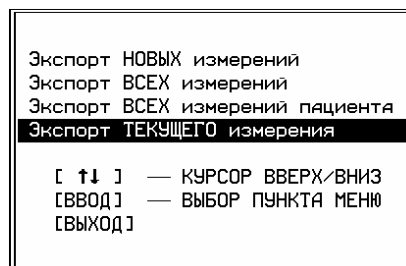 Экспорт НОВЫХ измерений
Экспорт ВСЕХ измерений
Экспорт ВСЕХ измерений пациента
Экспорт ТЕКУЩЕГО измерения
[ ↑↓ ] — КУРСОР ВВЕРХ/ВНИЗ
[ВВОД] — ВЫБОР ПУНКТА МЕНЮ
[ВЫХОД]